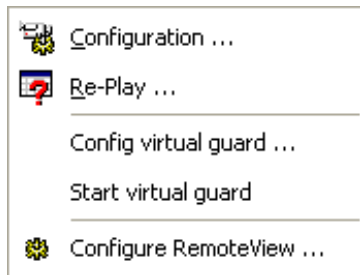 Configuration ...
Re-Play ...
Config virtual guard ...
Start virtual guard
Configure RemoteView ...